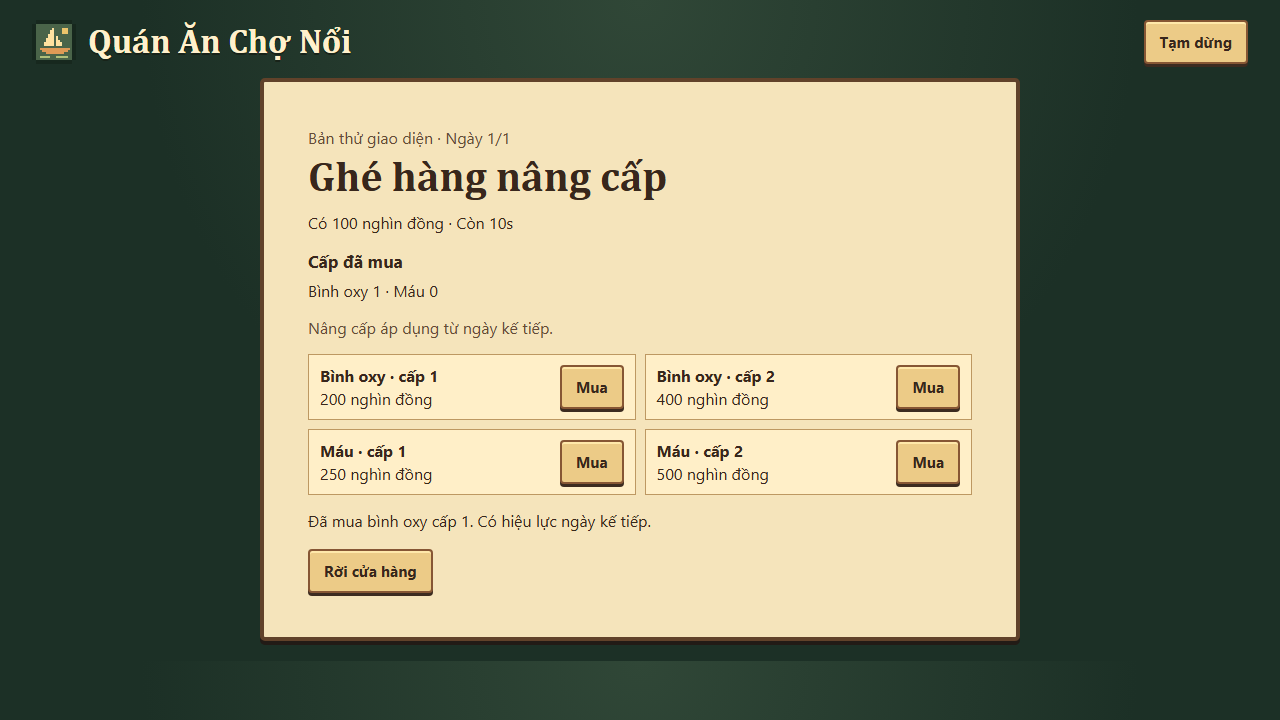 Quán Ăn Chợ Nổi
Tạm dừng
Bản thử giao diện · Ngày 1/1
Ghé hàng nâng cấp
Có 100 nghìn đồng · Còn 10s
Cấp đã mua
Bình oxy 1 · Máu 0
Nâng cấp áp dụng từ ngày kế tiếp.
Bình oxy · cấp 1
200 nghìn đồng
Mua
Bình oxy · cấp 2
400 nghìn đồng
Mua
Máu · cấp 1
250 nghìn đồng
Mua
Máu · cấp 2
500 nghìn đồng
Mua
Đã mua bình oxy cấp 1. Có hiệu lực ngày kế tiếp.
Rời cửa hàng